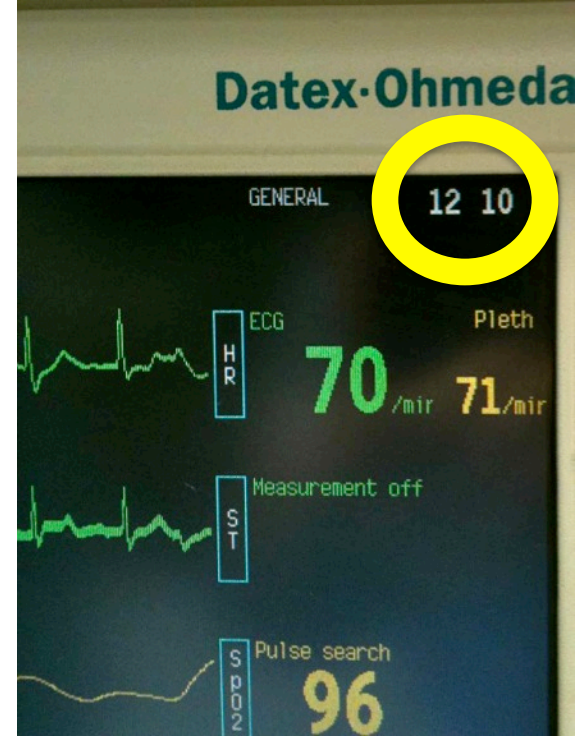 Datex·Ohmeda
GENERAL 12 10
ECG Pleth
HR 70/mir 71/mir
Measurement off
ST
Pulse search
SpO2 96